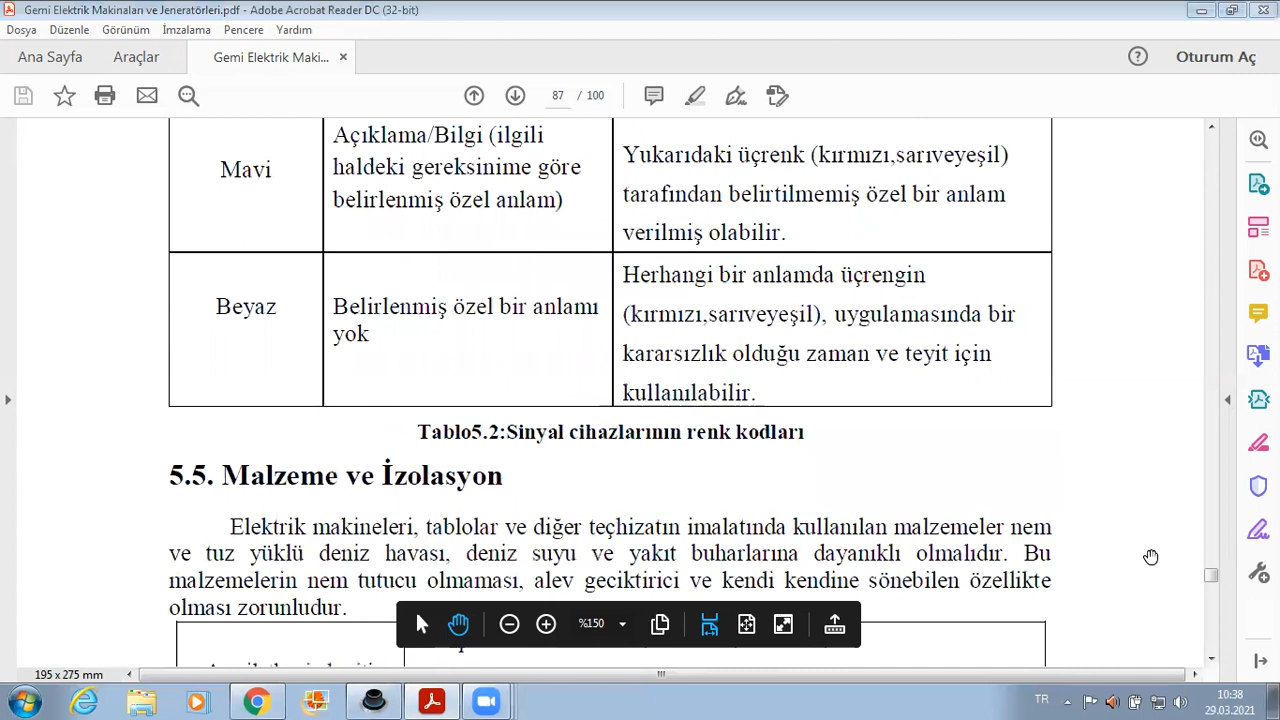 Gemi Elektrik Makinaları ve Jeneratörleri.pdf - Adobe Acrobat Reader DC (32-bit)
Dosya Düzenle Görünüm İmzalama Pencere Yardım
Ana Sayfa Araçlar Gemi Elektrik Maki... × Oturum Aç
87 / 100
Mavi
Açıklama/Bilgi (ilgili
haldeki gereksinime göre
belirlenmiş özel anlam)
Yukarıdaki üçrenk (kırmızı,sarıveyeşil)
tarafından belirtilmemiş özel bir anlam
verilmiş olabilir.
Beyaz
Belirlenmiş özel bir anlamı
yok
Herhangi bir anlamda üçrengin
(kırmızı,sarıveyeşil), uygulamasında bir
kararsızlık olduğu zaman ve teyit için
kullanılabilir.
Tablo5.2:Sinyal cihazlarının renk kodları
5.5. Malzeme ve İzolasyon
Elektrik makineleri, tablolar ve diğer teçhizatın imalatında kullanılan malzemeler nem
ve tuz yüklü deniz havası, deniz suyu ve yakıt buharlarına dayanıklı olmalıdır. Bu
malzemelerin nem tutucu olmaması, alev geciktirici ve kendi kendine sönebilen özellikte
olması zorunludur.
%150
195 x 275 mm
TR
10:38
29.03.2021